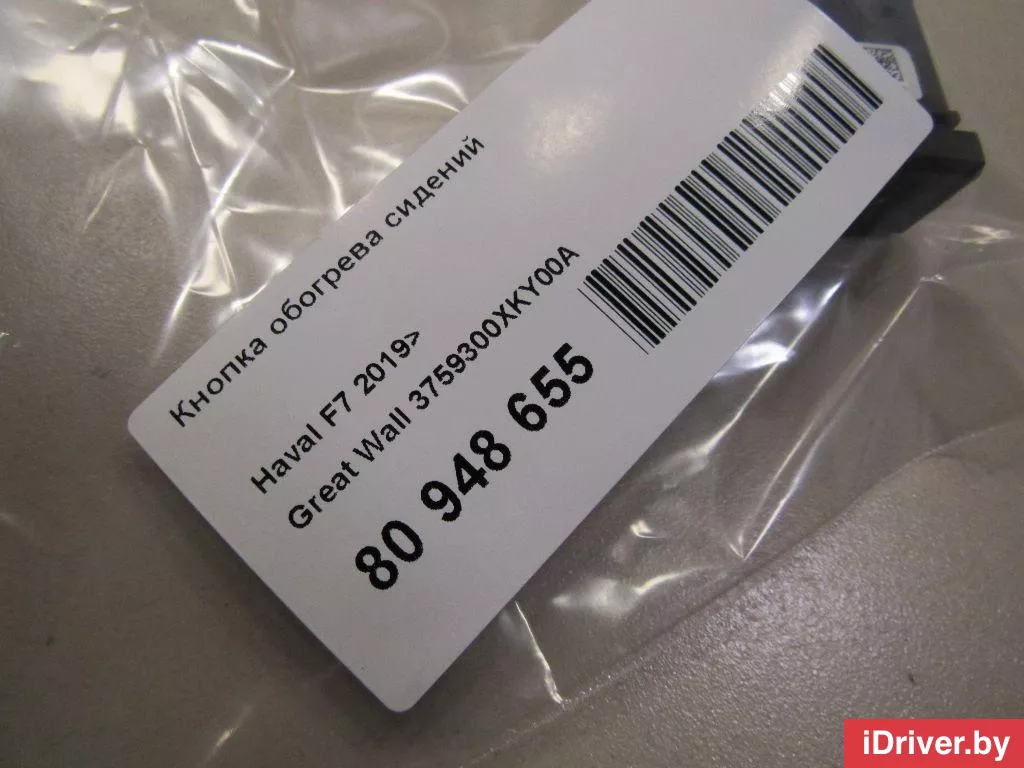 Кнопка обогрева сидений
Haval F7 2019>
Great Wall 3759300XKY00A
80 948 655
iDriver.by